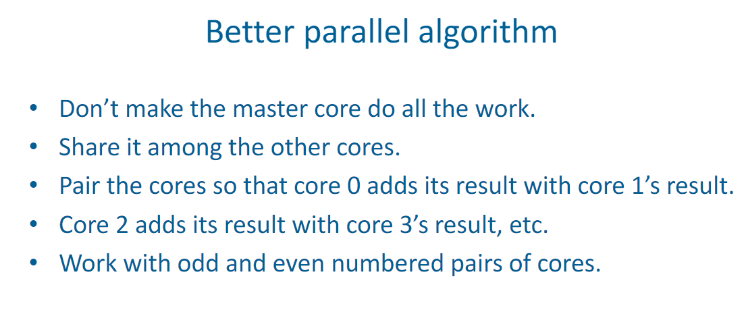 Better parallel algorithm
• Don’t make the master core do all the work.
• Share it among the other cores.
• Pair the cores so that core 0 adds its result with core 1’s result.
• Core 2 adds its result with core 3’s result, etc.
• Work with odd and even numbered pairs of cores.